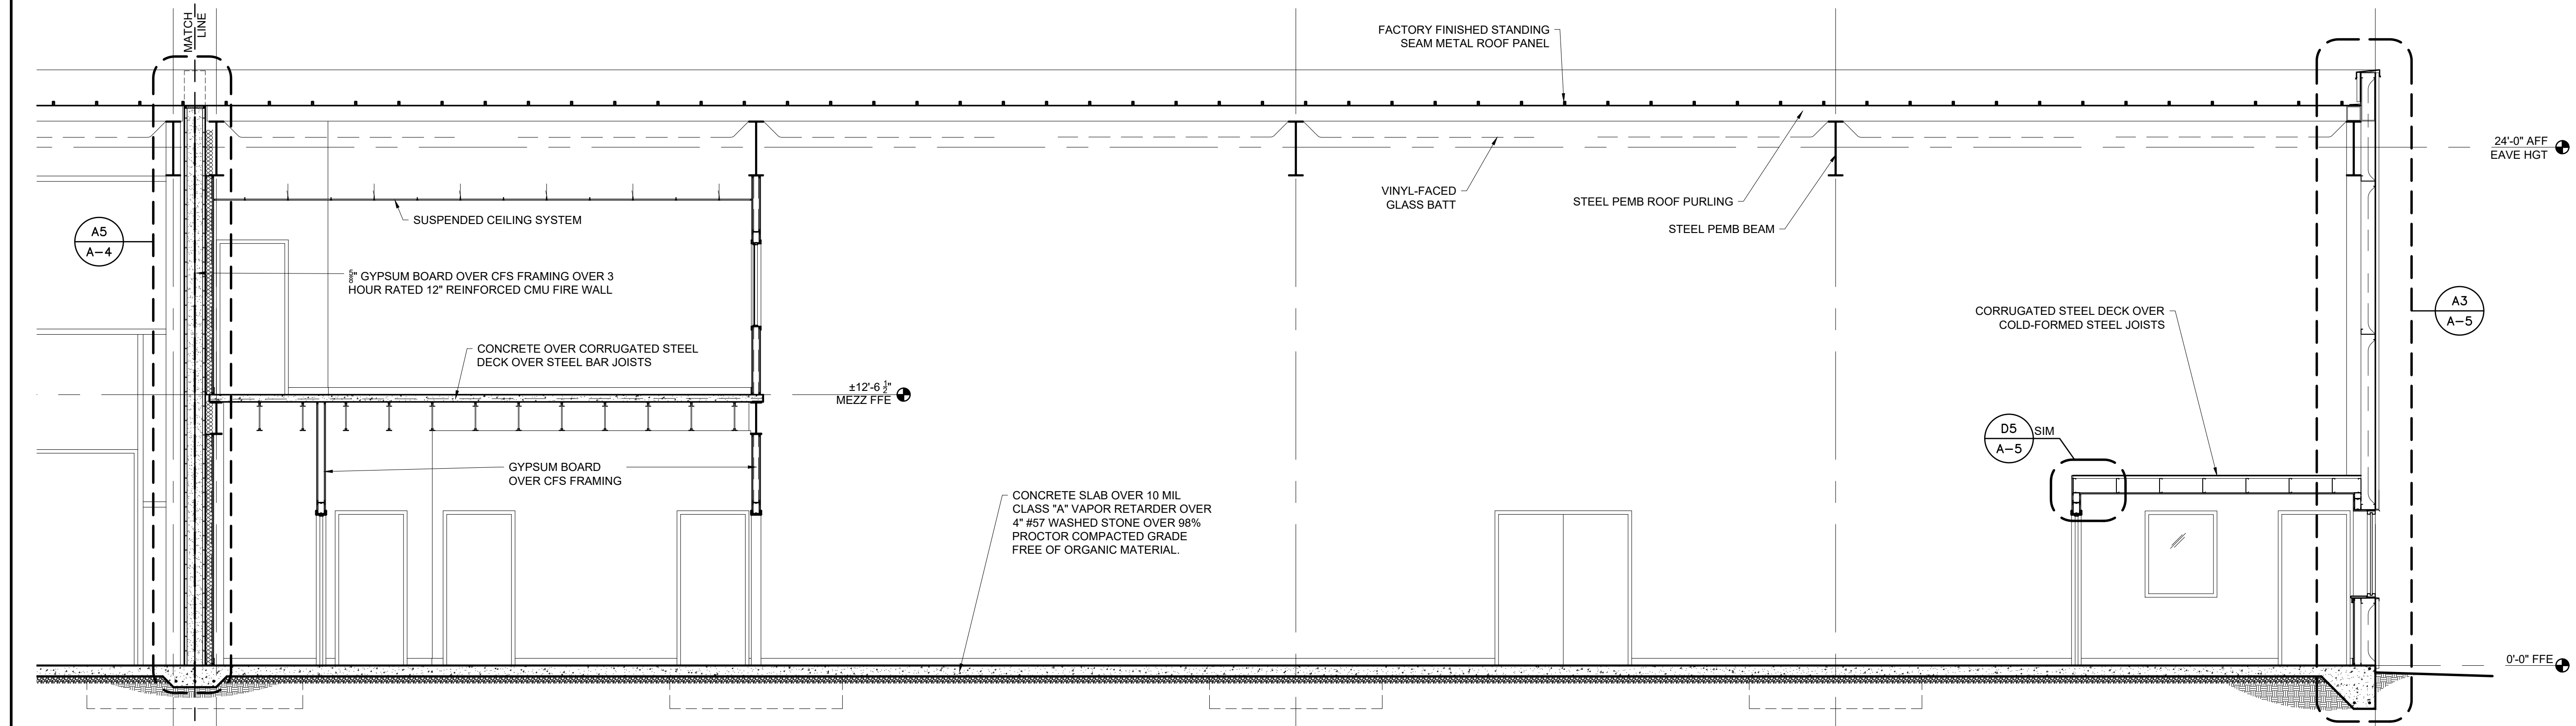 MATCH
LINE
FACTORY FINISHED STANDING
SEAM METAL ROOF PANEL
24'-0" AFF
EAVE HGT
VINYL-FACED
GLASS BATT
STEEL PEMB ROOF PURLING
STEEL PEMB BEAM
SUSPENDED CEILING SYSTEM
A5
A-4
5/8" GYPSUM BOARD OVER CFS FRAMING OVER 3
HOUR RATED 12" REINFORCED CMU FIRE WALL
A3
A-5
CORRUGATED STEEL DECK OVER
COLD-FORMED STEEL JOISTS
CONCRETE OVER CORRUGATED STEEL
DECK OVER STEEL BAR JOISTS
±12'-6 1/2"
MEZZ FFE
D5
A-5
SIM
GYPSUM BOARD
OVER CFS FRAMING
CONCRETE SLAB OVER 10 MIL
CLASS "A" VAPOR RETARDER OVER
4" #57 WASHED STONE OVER 98%
PROCTOR COMPACTED GRADE
FREE OF ORGANIC MATERIAL.
0'-0" FFE